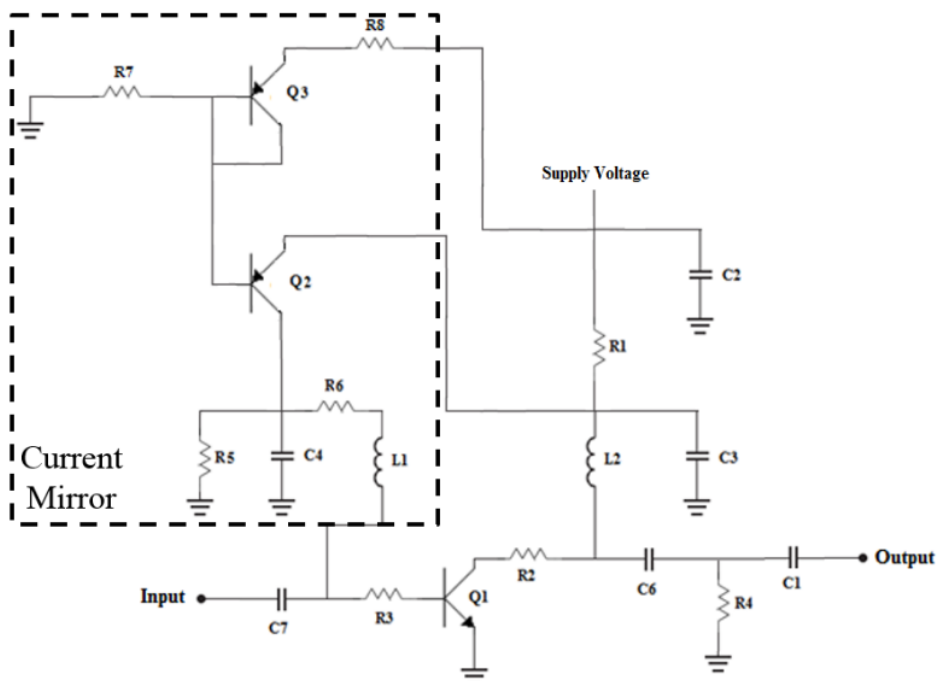 R8
R7
Q3
Supply Voltage
Q2
C2
R1
R6
Current
Mirror
R5
C4
L1
L2
C3
R2
Output
Input
C7
R3
Q1
C6
R4
C1